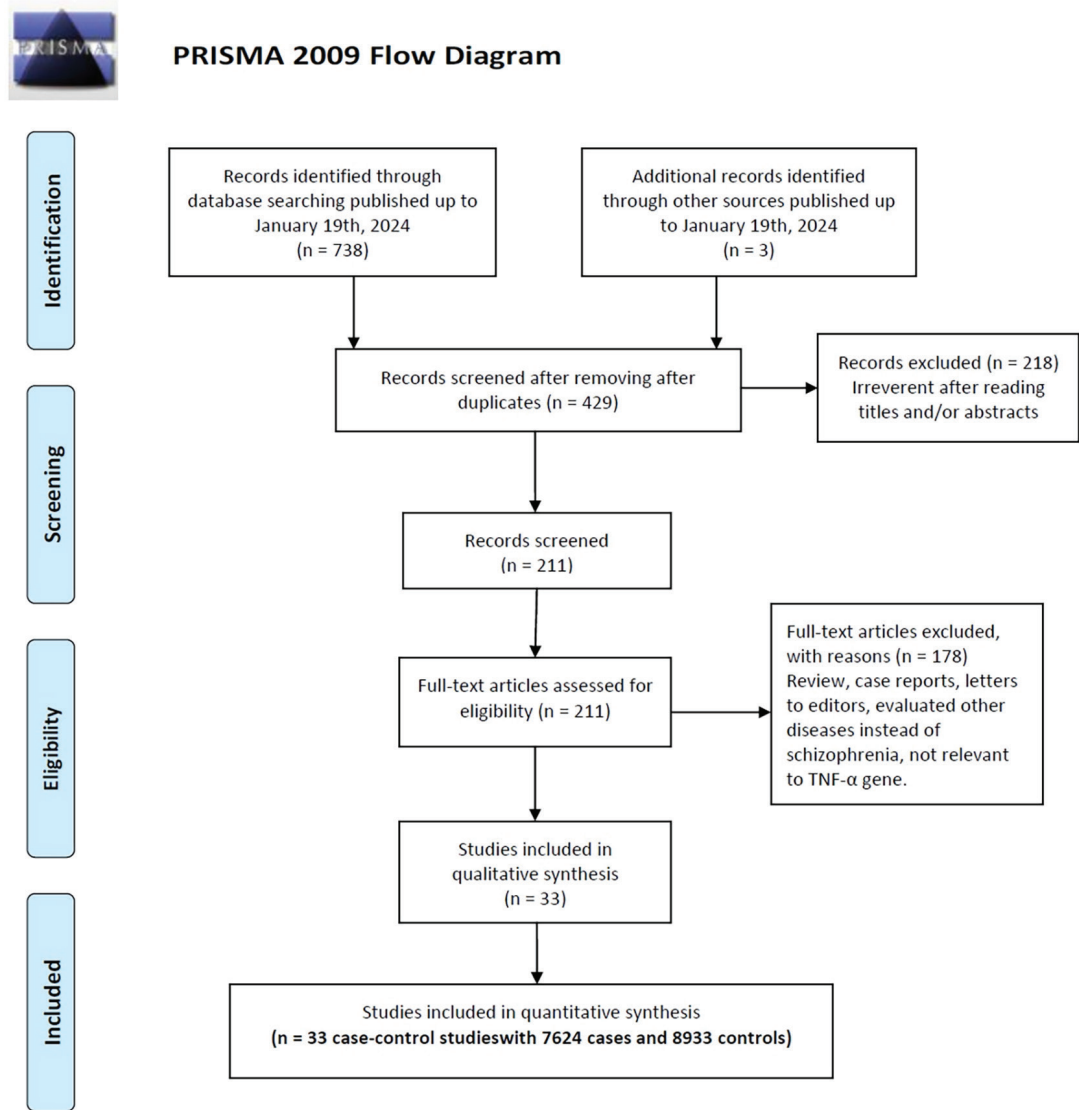 PRISMA
PRISMA 2009 Flow Diagram
Identification
Records identified through
database searching published up to
January 19th, 2024
(n = 738)
Additional records identified
through other sources published up
to January 19th, 2024
(n = 3)
Records screened after removing after
duplicates (n = 429)
Records excluded (n = 218)
Irreverent after reading
titles and/or abstracts
Screening
Records screened
(n = 211)
Eligibility
Full-text articles assessed for
eligibility (n = 211)
Full-text articles excluded,
with reasons (n = 178)
Review, case reports, letters
to editors, evaluated other
diseases instead of
schizophrenia, not relevant
to TNF-α gene.
Studies included in
qualitative synthesis
(n = 33)
Included
Studies included in quantitative synthesis
(n = 33 case-control studieswith 7624 cases and 8933 controls)